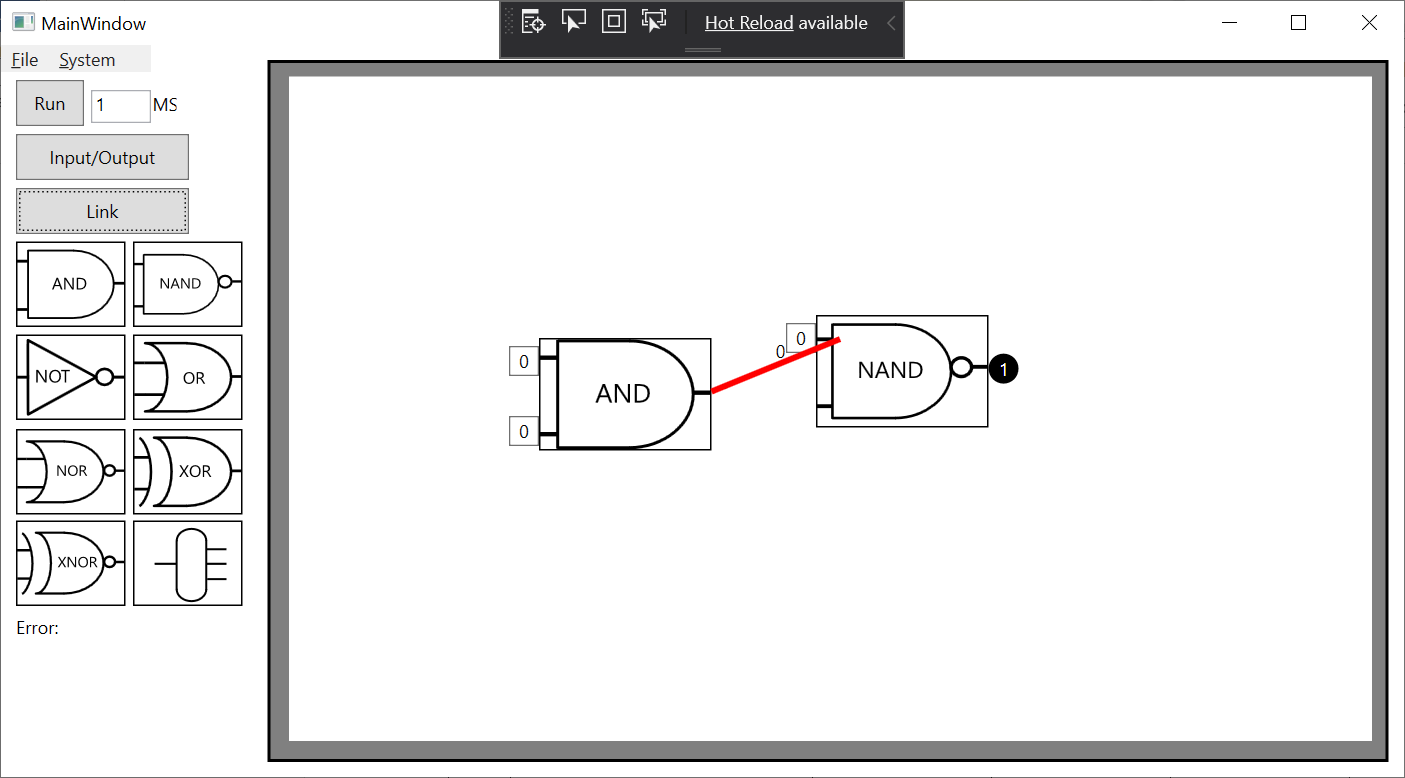 MainWindow
Hot Reload available
File System
Run 1 MS
Input/Output
Link
AND NAND
NOT OR
NOR XOR
XNOR
Error:
0 0
0
0 AND NAND 1
0